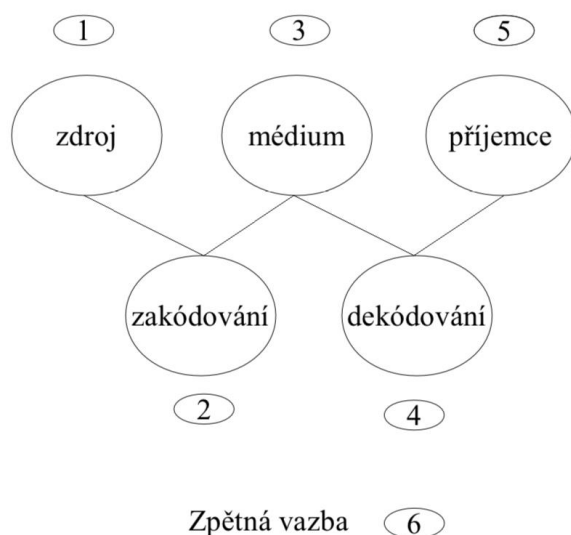 1 3 5
zdroj médium příjemce
zakódování dekódování
2 4
Zpětná vazba 6